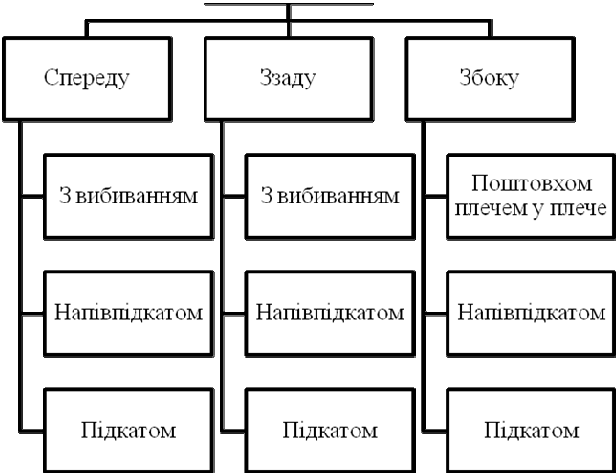 Спереду
Ззаду
Збоку
З вибиванням
З вибиванням
Поштовхом
плечем у плече
Напівпідкатом
Напівпідкатом
Напівпідкатом
Підкатом
Підкатом
Підкатом